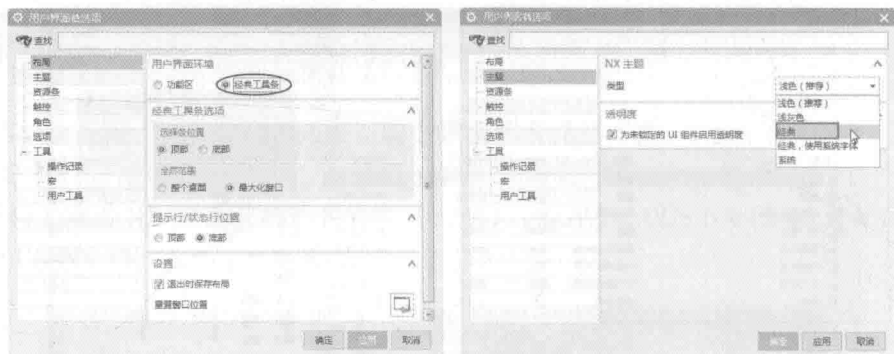 用户界面首选项
查找
布局
主题
资源条
触控
角色
选项
工具
操作记录
宏
用户工具
用户界面环境
功能区
经典工具条
经典工具条选项
选择条位置
顶部
底部
全屏范围
整个桌面
最大化窗口
提示行/状态行位置
顶部
底部
设置
退出时保存布局
重置窗口位置
确定
应用
取消
用户界面首选项
查找
布局
主题
资源条
触控
角色
选项
工具
操作记录
宏
用户工具
NX 主题
类型
浅色（推荐）
浅色（推荐）
浅灰色
经典
经典，使用系统字体
系统
透明度
为未锁定的 UI 组件启用透明度
确定
应用
取消